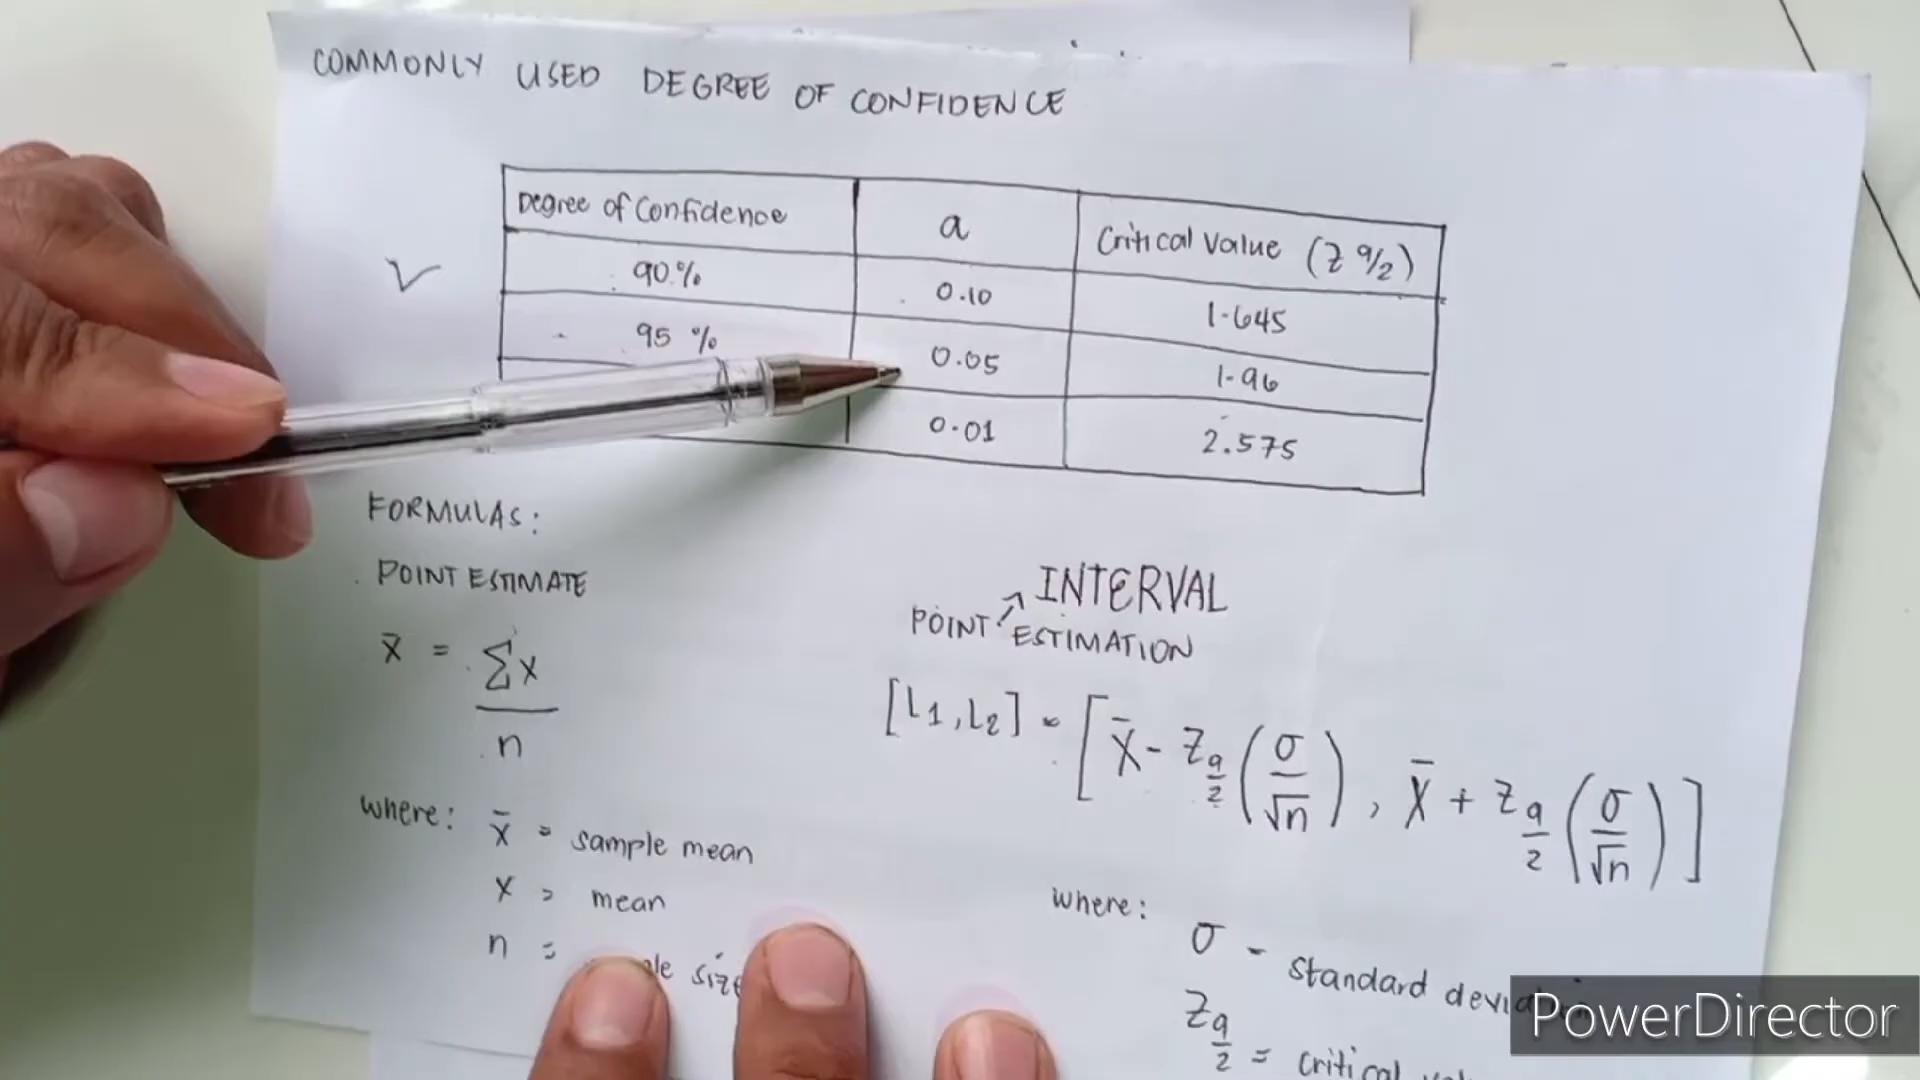 COMMONLY USED DEGREE OF CONFIDENCE
Degree of Confidence a Critical Value (Z a/2)
90% 0.10 1.645
95 % 0.05 1.96
0.01 2.575
FORMULAS:
POINT ESTIMATE
x̄ = Σx / n
where: x̄ = sample mean
x = mean
n = size
INTERVAL
POINT ESTIMATION
[L1, L2] = [x̄ - Z a/2 (σ/√n), x̄ + Z a/2 (σ/√n)]
where: σ - standard
Z a/2 = critical
PowerDirector